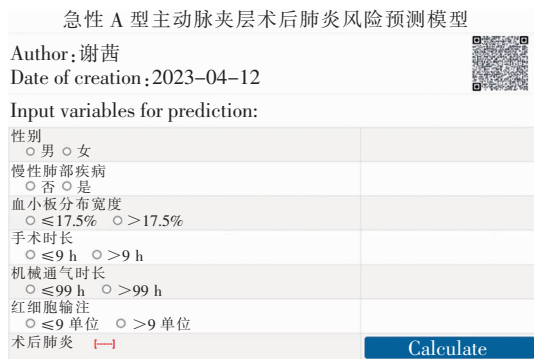 急性 A 型主动脉夹层术后肺炎风险预测模型
Author:谢茜
Date of creation:2023-04-12
Input variables for prediction:
性别
男 女
慢性肺部疾病
否 是
血小板分布宽度
≤17.5% >17.5%
手术时长
≤9 h >9 h
机械通气时长
≤99 h >99 h
红细胞输注
≤9 单位 >9 单位
术后肺炎 [----]
Calculate